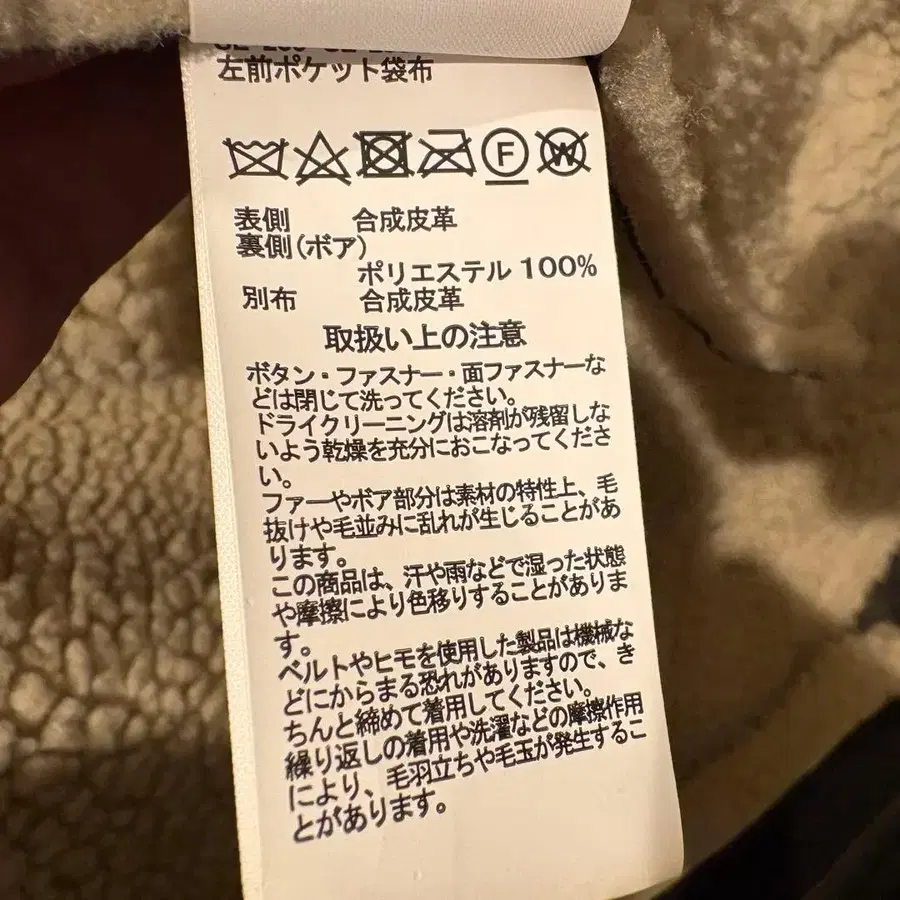 左前ポケット袋布
F W
表側 合成皮革
裏側(ボア)
ポリエステル 100%
別布 合成皮革
取扱い上の注意
ボタン・ファスナー・面ファスナーな
どは閉じて洗ってください。
ドライクリーニングは溶剤が残留しな
いよう乾燥を充分におこなってくださ
い。
ファーやボア部分は素材の特性上、毛
抜けや毛並みに乱れが生じることがあ
ります。
この商品は、汗や雨などで湿った状態
や摩擦により色移りすることがありま
す。
ベルトやヒモを使用した製品は機械な
どにからまる恐れがありますので、き
ちんと締めて着用してください。
繰り返しの着用や洗濯などの摩擦作用
により、毛羽立ちや毛玉が発生するこ
とがあります。